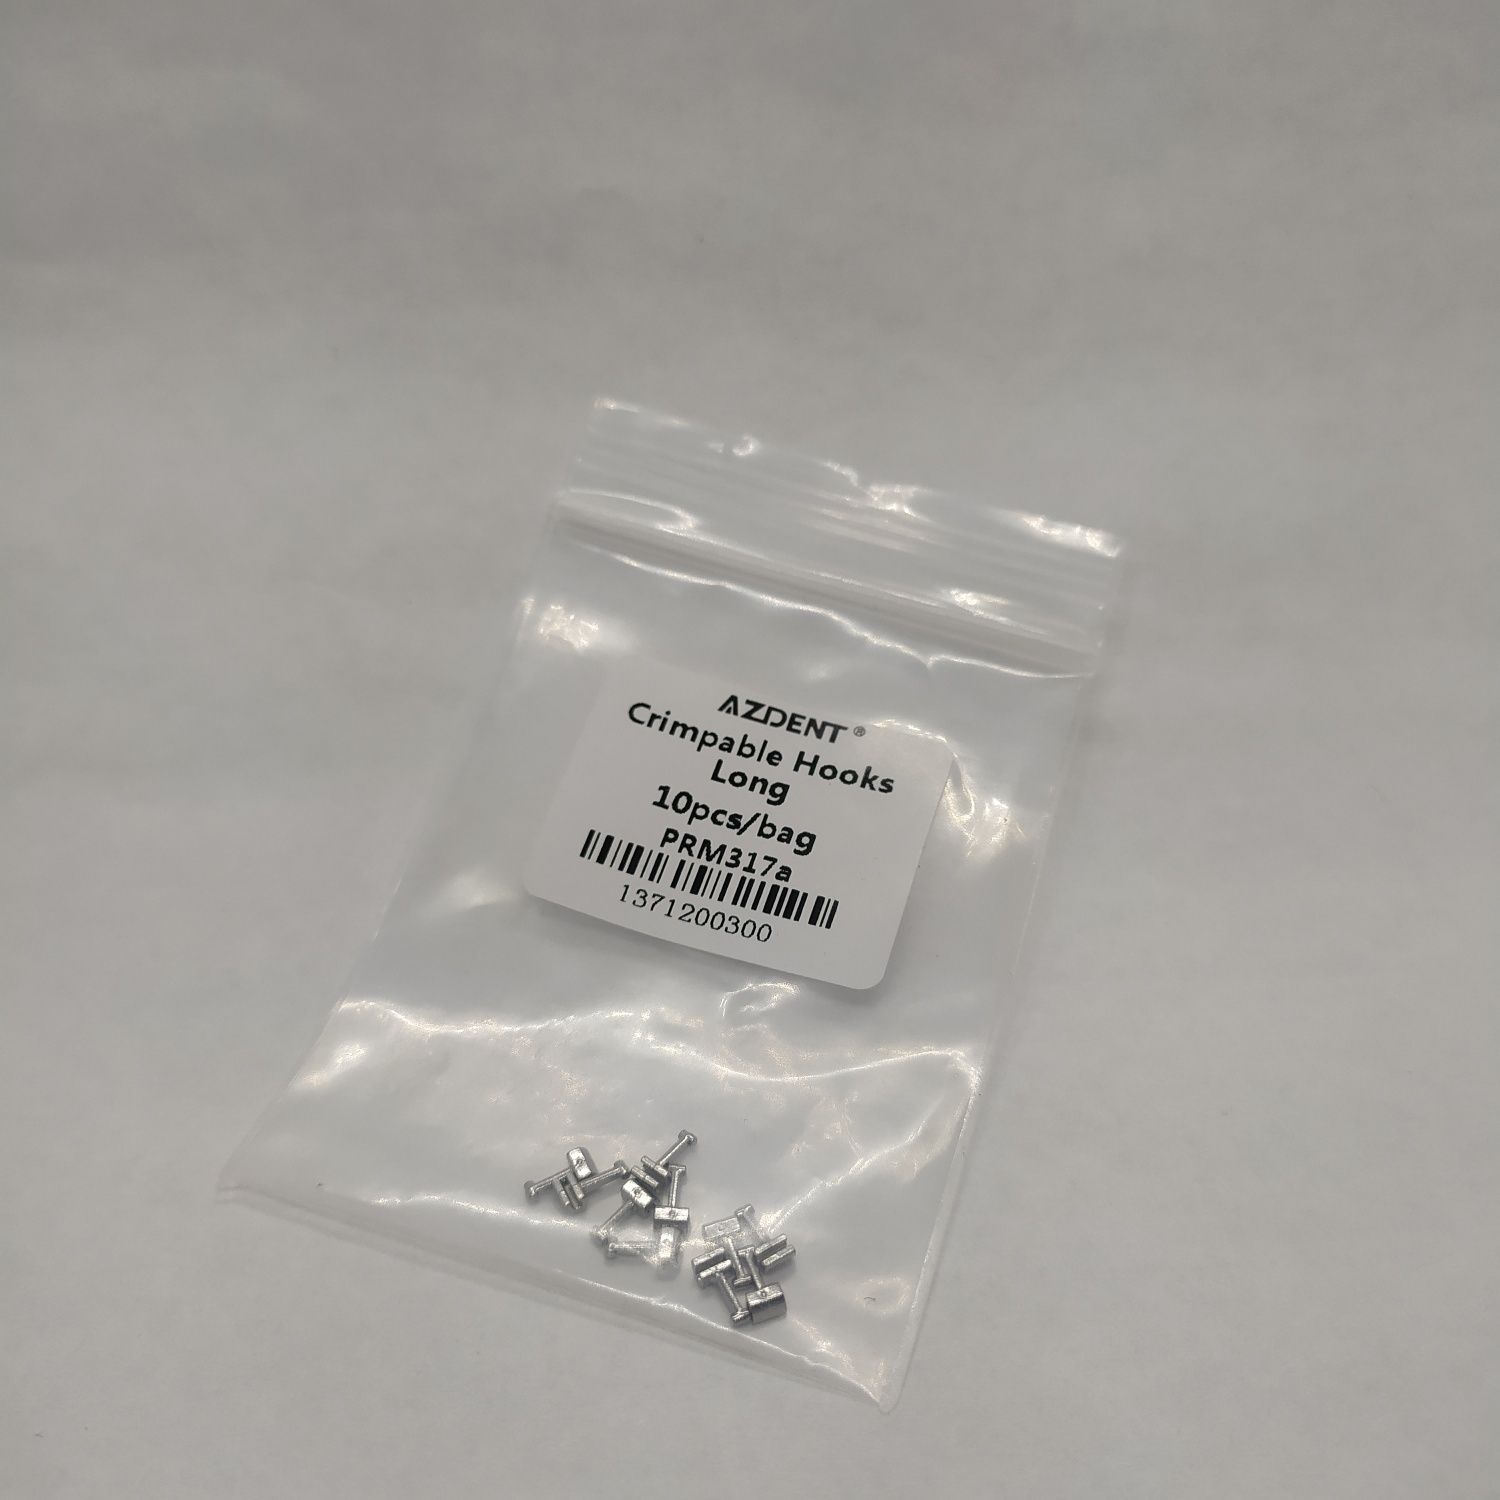 AZDENT®
Crimpable Hooks
Long
10pcs/bag
PRM317a
1371200300